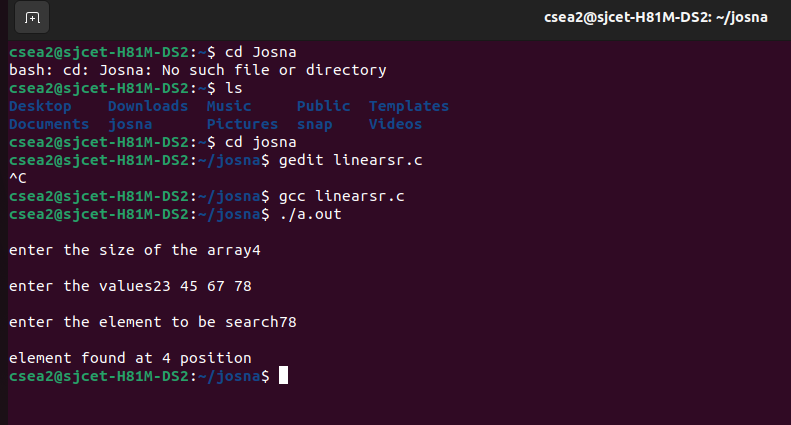 csea2@sjcet-H81M-DS2: ~/josna
csea2@sjcet-H81M-DS2:~$ cd Josna
bash: cd: Josna: No such file or directory
csea2@sjcet-H81M-DS2:~$ ls
Desktop    Downloads  Music     Public  Templates
Documents  josna      Pictures  snap    Videos
csea2@sjcet-H81M-DS2:~$ cd josna
csea2@sjcet-H81M-DS2:~/josna$ gedit linearsr.c
^C
csea2@sjcet-H81M-DS2:~/josna$ gcc linearsr.c
csea2@sjcet-H81M-DS2:~/josna$ ./a.out
enter the size of the array4
enter the values23 45 67 78
enter the element to be search78
element found at 4 position
csea2@sjcet-H81M-DS2:~/josna$